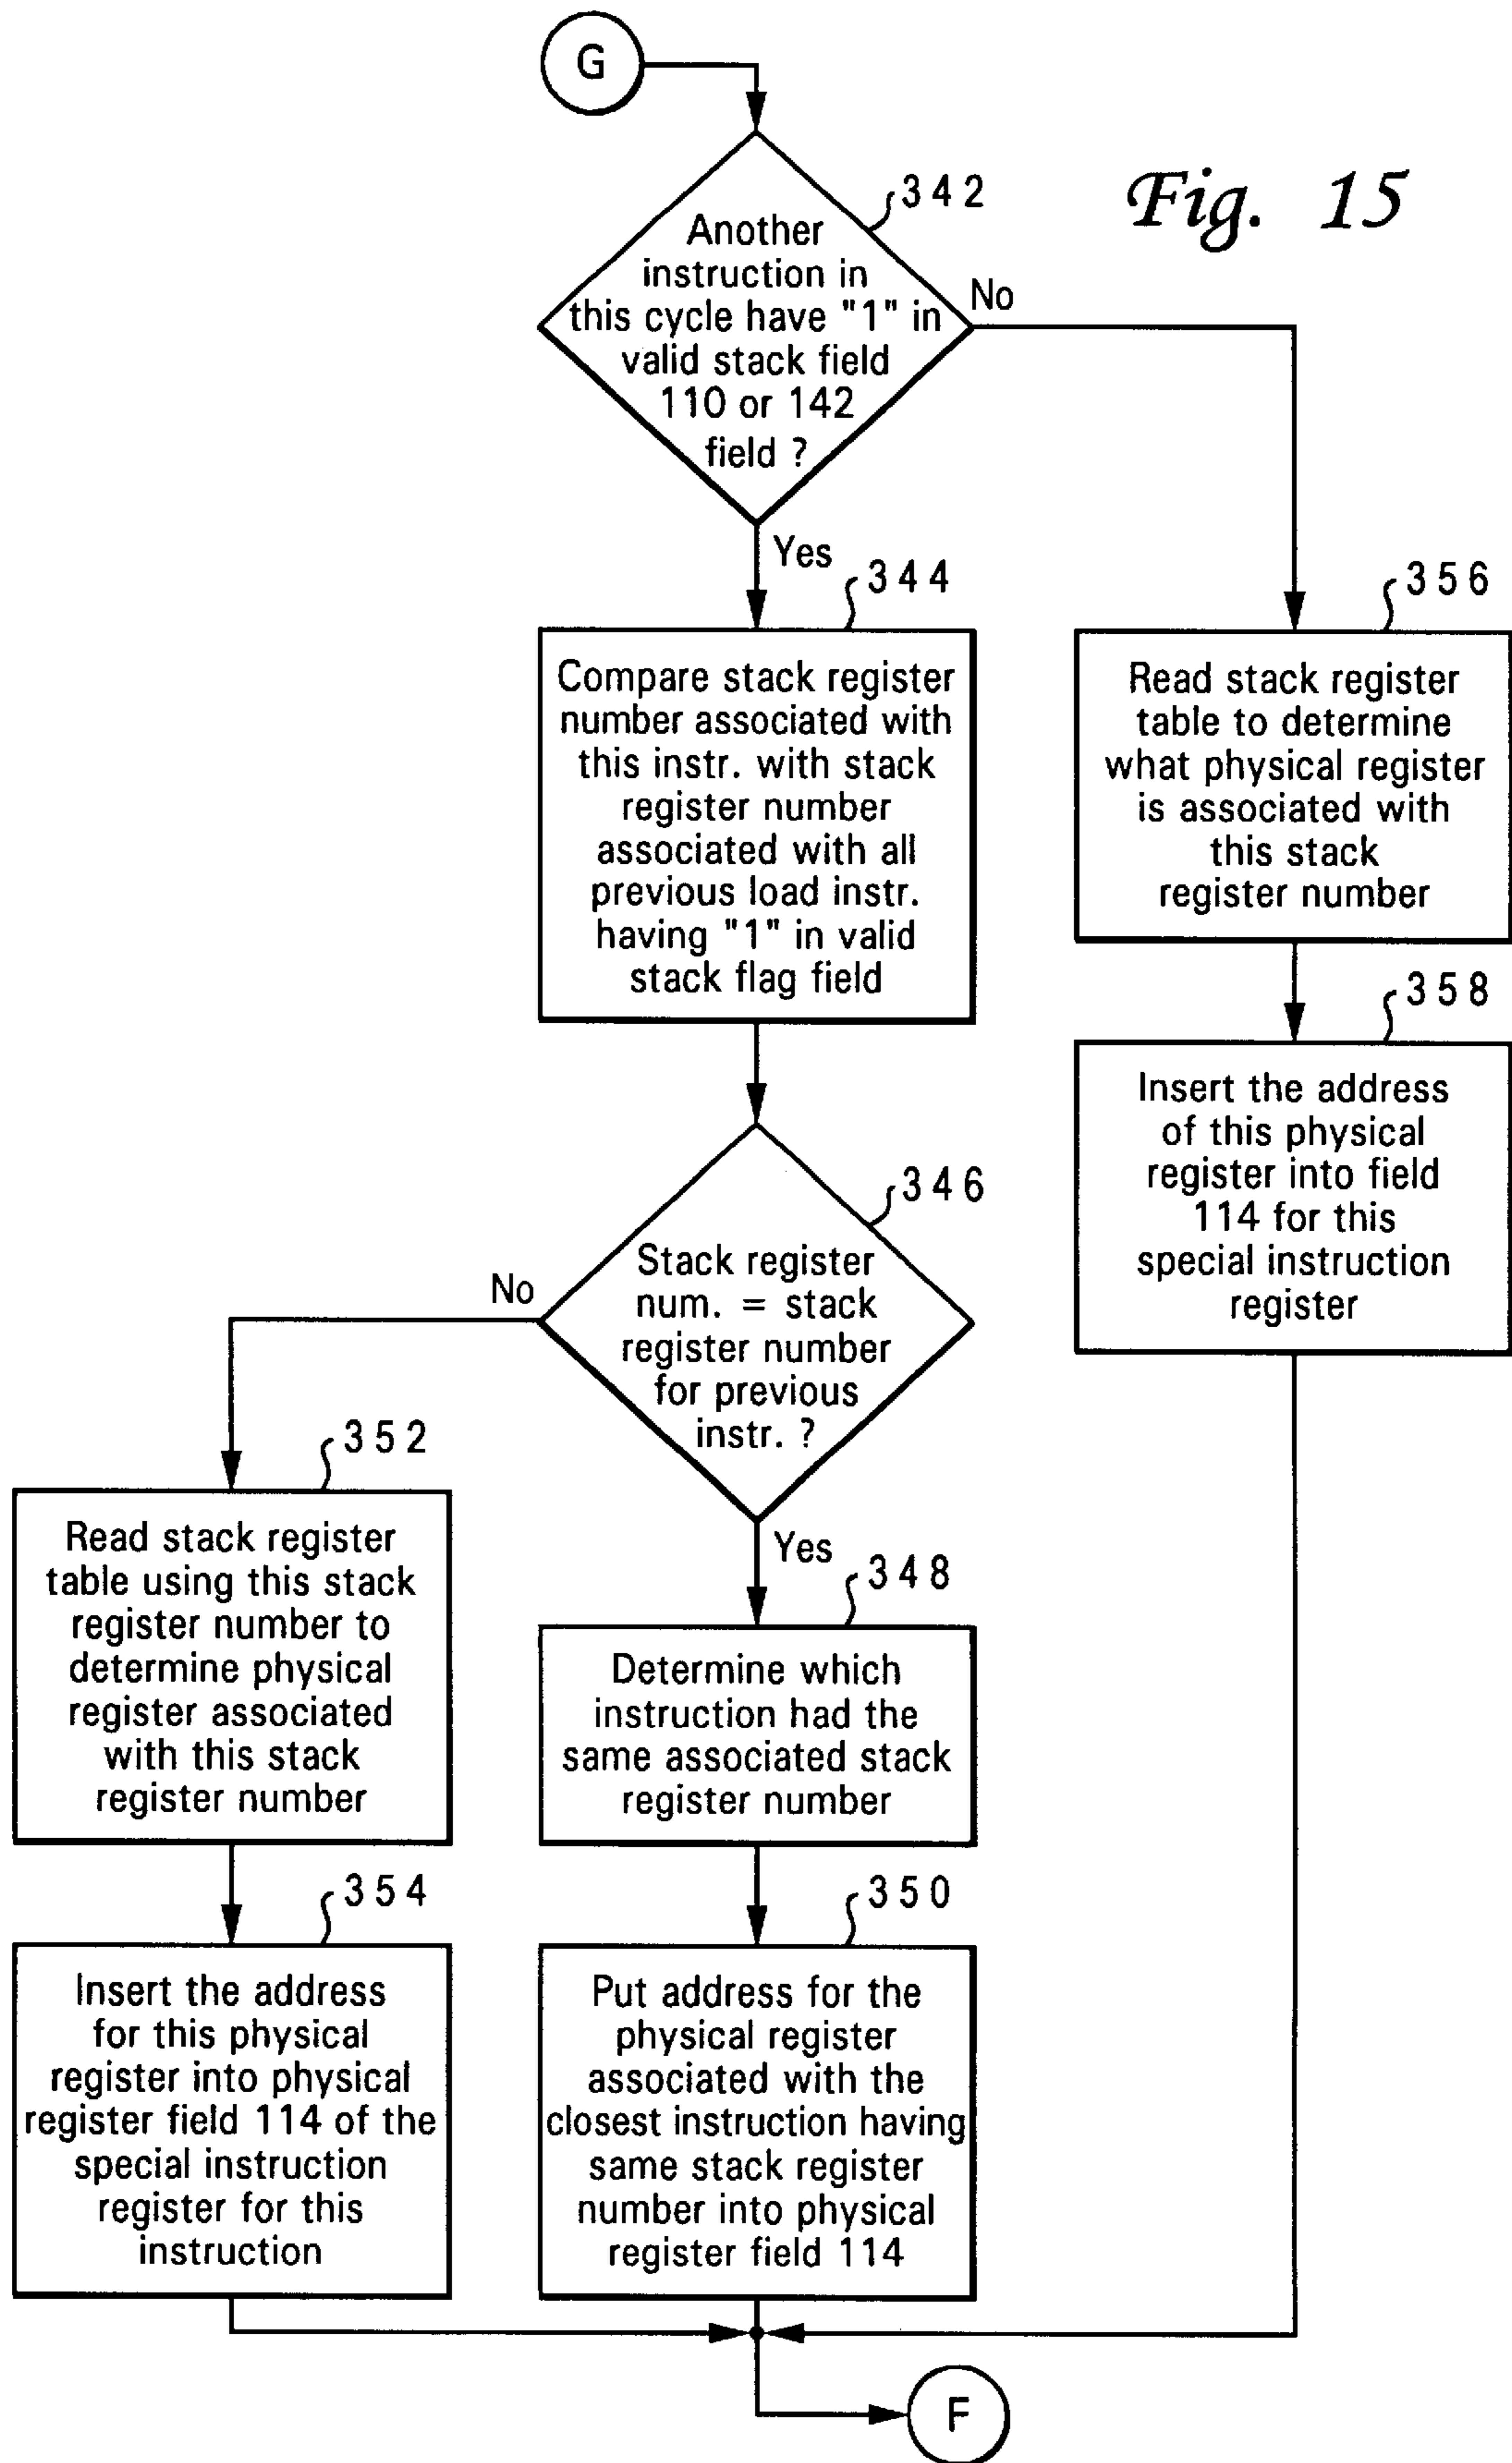 G
Fig. 15
342
Another
instruction in
this cycle have "1" in
valid stack field
110 or 142
field ?
No
Yes
344
Compare stack register
number associated with
this instr. with stack
register number
associated with all
previous load instr.
having "1" in valid
stack flag field
356
Read stack register
table to determine
what physical register
is associated with
this stack
register number
358
Insert the address
of this physical
register into field
114 for this
special instruction
register
346
Stack register
num. = stack
register number
for previous
instr. ?
No
Yes
352
Read stack register
table using this stack
register number to
determine physical
register associated
with this stack
register number
348
Determine which
instruction had the
same associated stack
register number
354
Insert the address
for this physical
register into physical
register field 114 of the
special instruction
register for this
instruction
350
Put address for the
physical register
associated with the
closest instruction having
same stack register
number into physical
register field 114
F